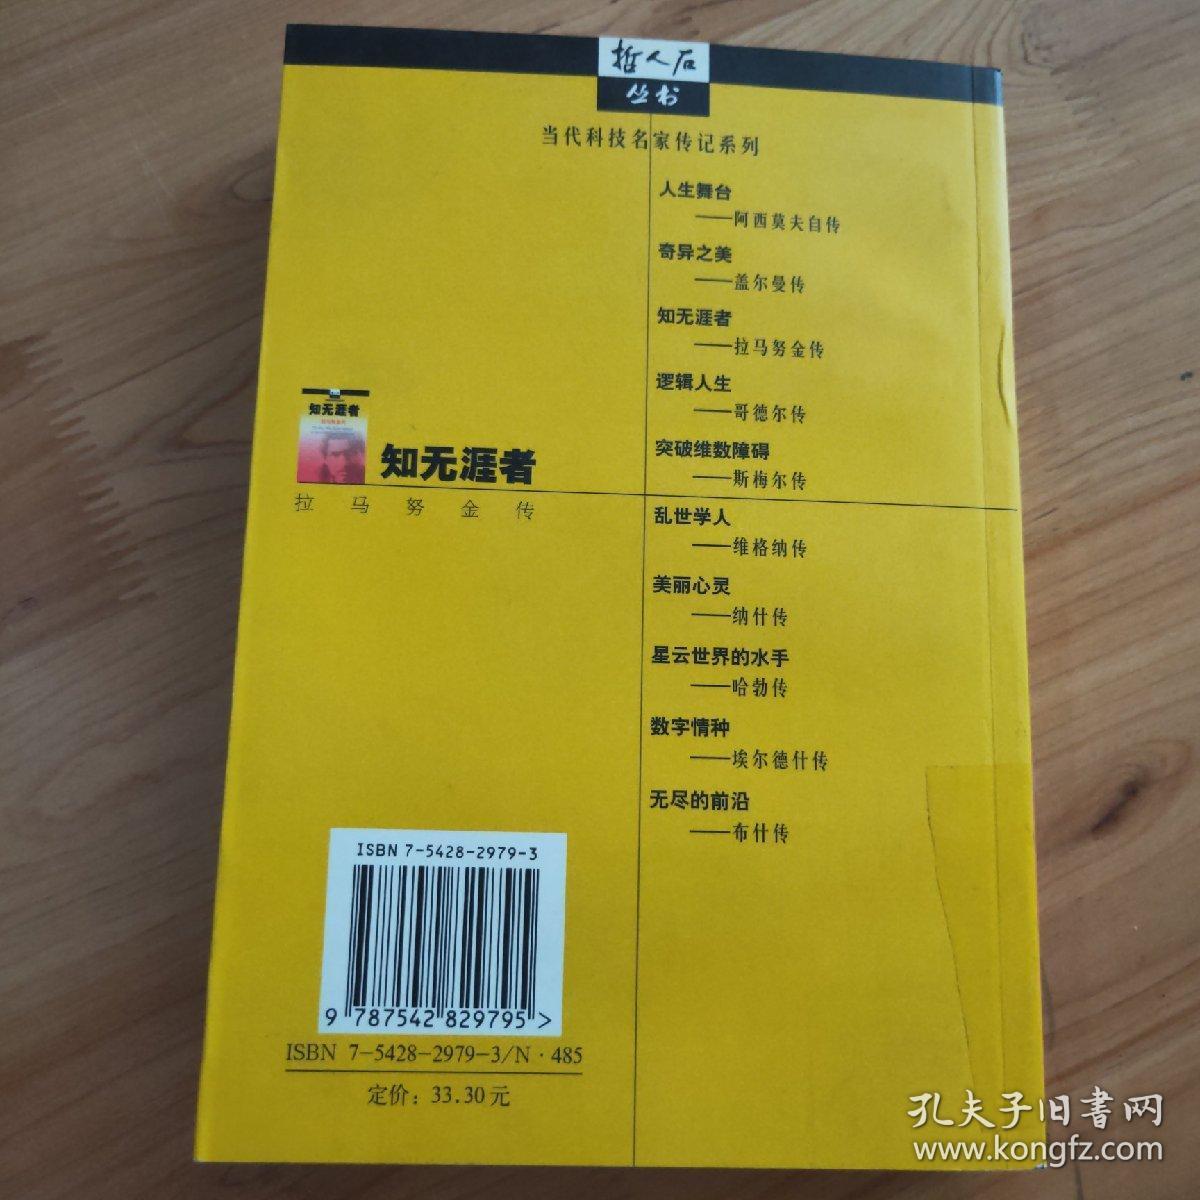 哲人石
丛书
当代科技名家传记系列
人生舞台
——阿西莫夫自传
奇异之美
——盖尔曼传
知无涯者
——拉马努金传
逻辑人生
——哥德尔传
突破维数障碍
——斯梅尔传
乱世学人
——维格纳传
美丽心灵
——纳什传
星云世界的水手
——哈勃传
数字情种
——埃尔德什传
无尽的前沿
——布什传
知无涯者
知无涯者
拉马努金传
ISBN 7-5428-2979-3
9 787542 829795 >
ISBN 7-5428-2979-3/N·485
定价：33.30元
孔夫子旧書网
www.kongfz.com